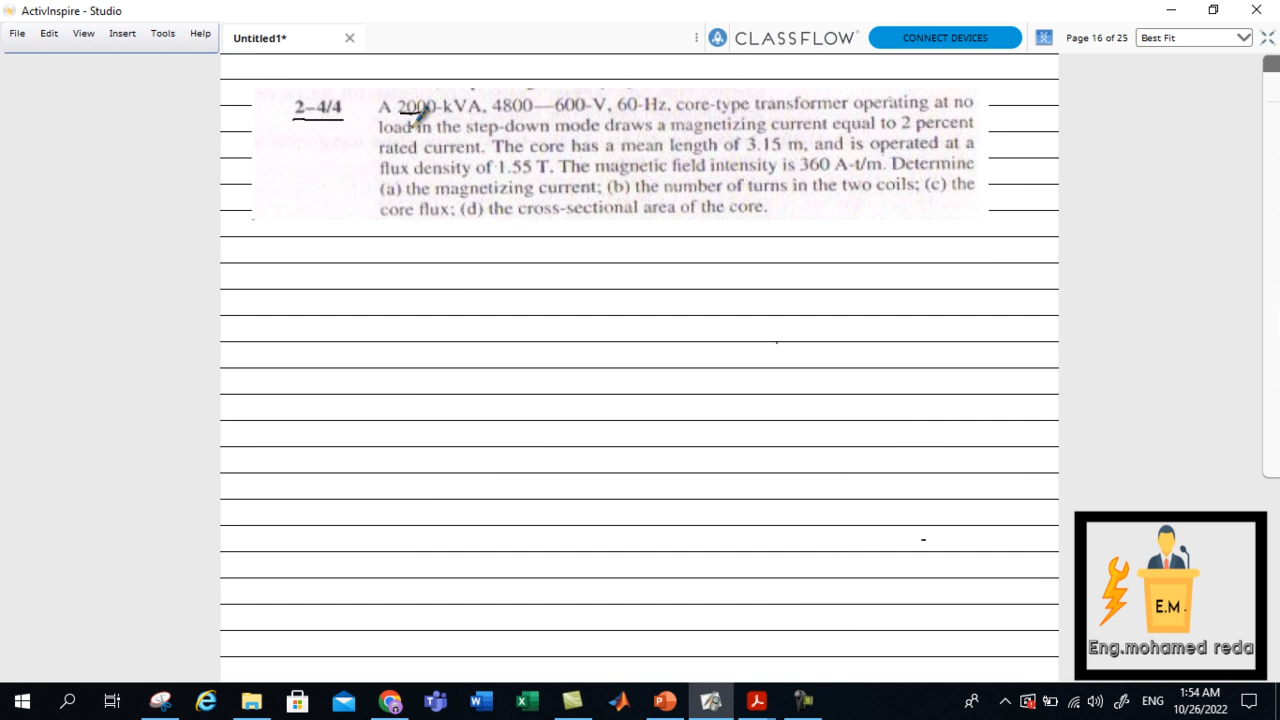 ActivInspire - Studio
File Edit View Insert Tools Help
Untitled1*
CLASSFLOW
CONNECT DEVICES
Page 16 of 25
Best Fit
2–4/4 A 2000-kVA, 4800—600-V, 60-Hz, core-type transformer operating at no
load in the step-down mode draws a magnetizing current equal to 2 percent
rated current. The core has a mean length of 3.15 m, and is operated at a
flux density of 1.55 T. The magnetic field intensity is 360 A-t/m. Determine
(a) the magnetizing current; (b) the number of turns in the two coils; (c) the
core flux; (d) the cross-sectional area of the core.
E.M.
Eng.mohamed reda
ENG
1:54 AM
10/26/2022